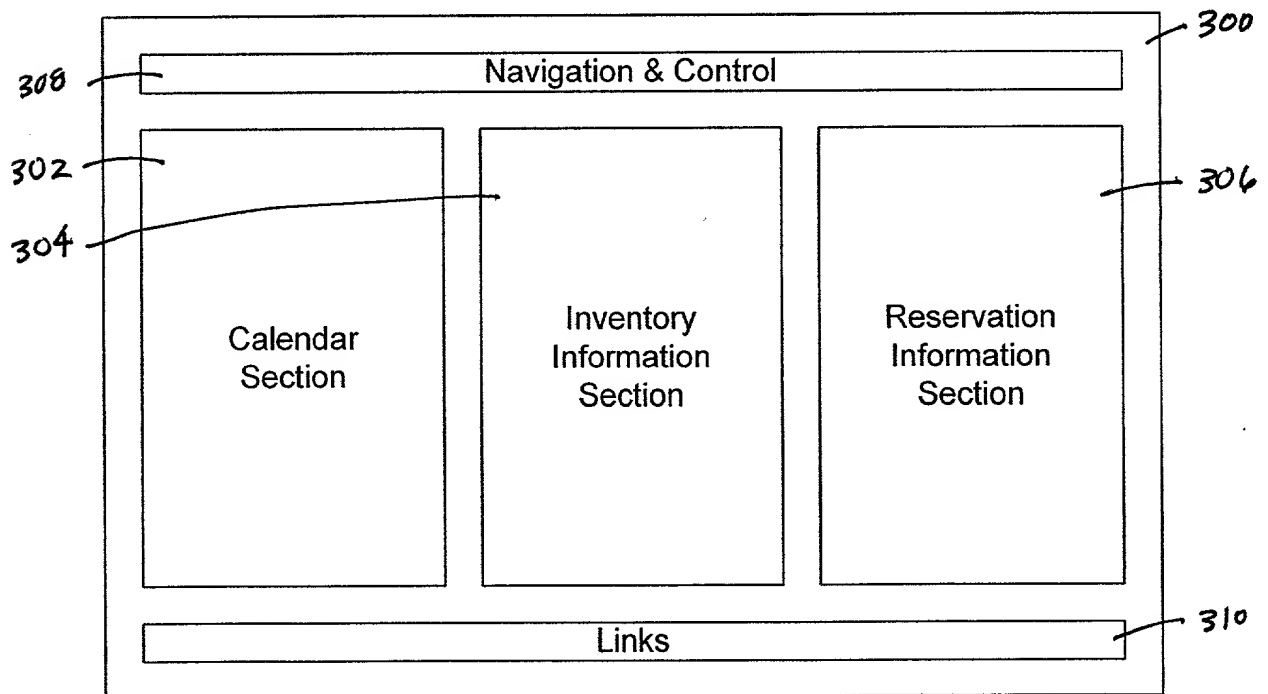 300
308
Navigation & Control
302
306
304
Calendar
Section
Inventory
Information
Section
Reservation
Information
Section
310
Links